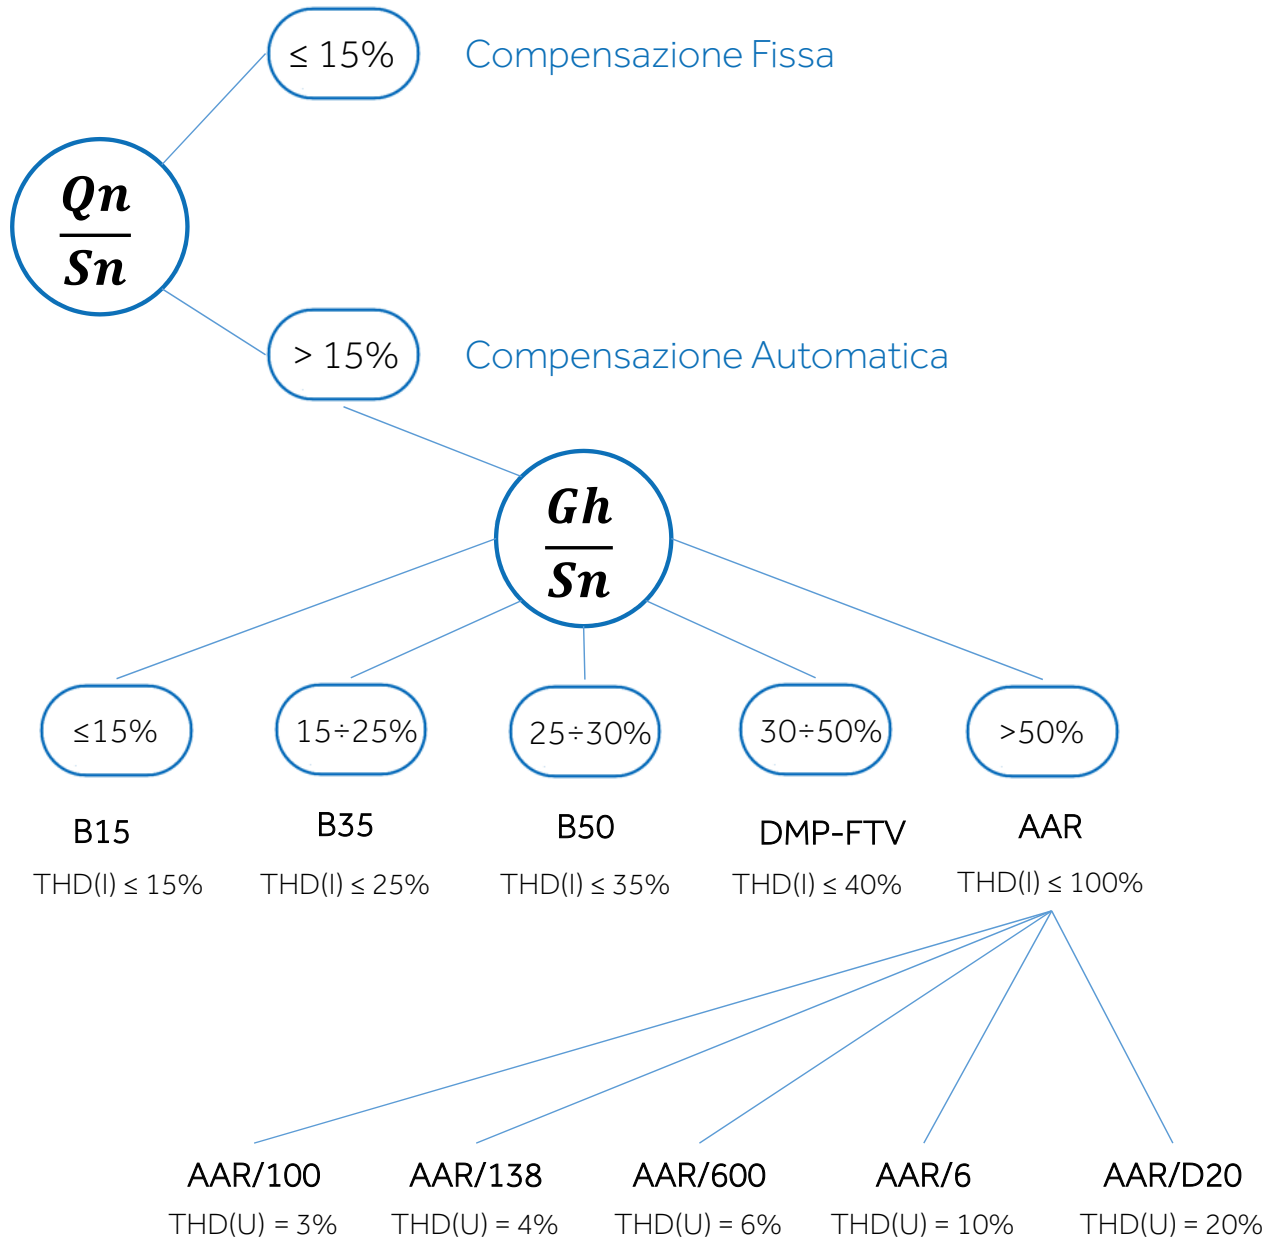 ≤ 15%
Compensazione Fissa
Qn
Sn
> 15%
Compensazione Automatica
Gh
Sn
≤15%
15÷25%
25÷30%
30÷50%
>50%
B15
B35
B50
DMP-FTV
AAR
THD(I) ≤ 15%
THD(I) ≤ 25%
THD(I) ≤ 35%
THD(I) ≤ 40%
THD(I) ≤ 100%
AAR/100
AAR/138
AAR/600
AAR/6
AAR/D20
THD(U) = 3%
THD(U) = 4%
THD(U) = 6%
THD(U) = 10%
THD(U) = 20%